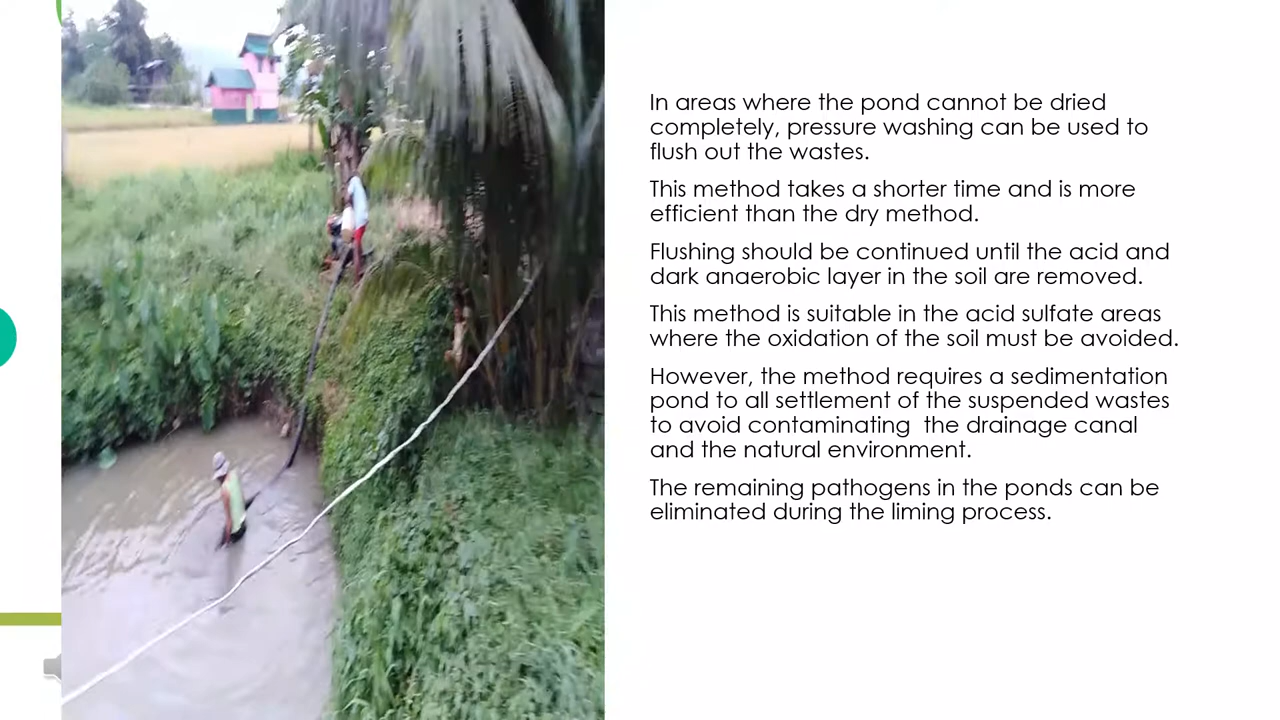 In areas where the pond cannot be dried
completely, pressure washing can be used to
flush out the wastes.
This method takes a shorter time and is more
efficient than the dry method.
Flushing should be continued until the acid and
dark anaerobic layer in the soil are removed.
This method is suitable in the acid sulfate areas
where the oxidation of the soil must be avoided.
However, the method requires a sedimentation
pond to all settlement of the suspended wastes
to avoid contaminating  the drainage canal
and the natural environment.
The remaining pathogens in the ponds can be
eliminated during the liming process.